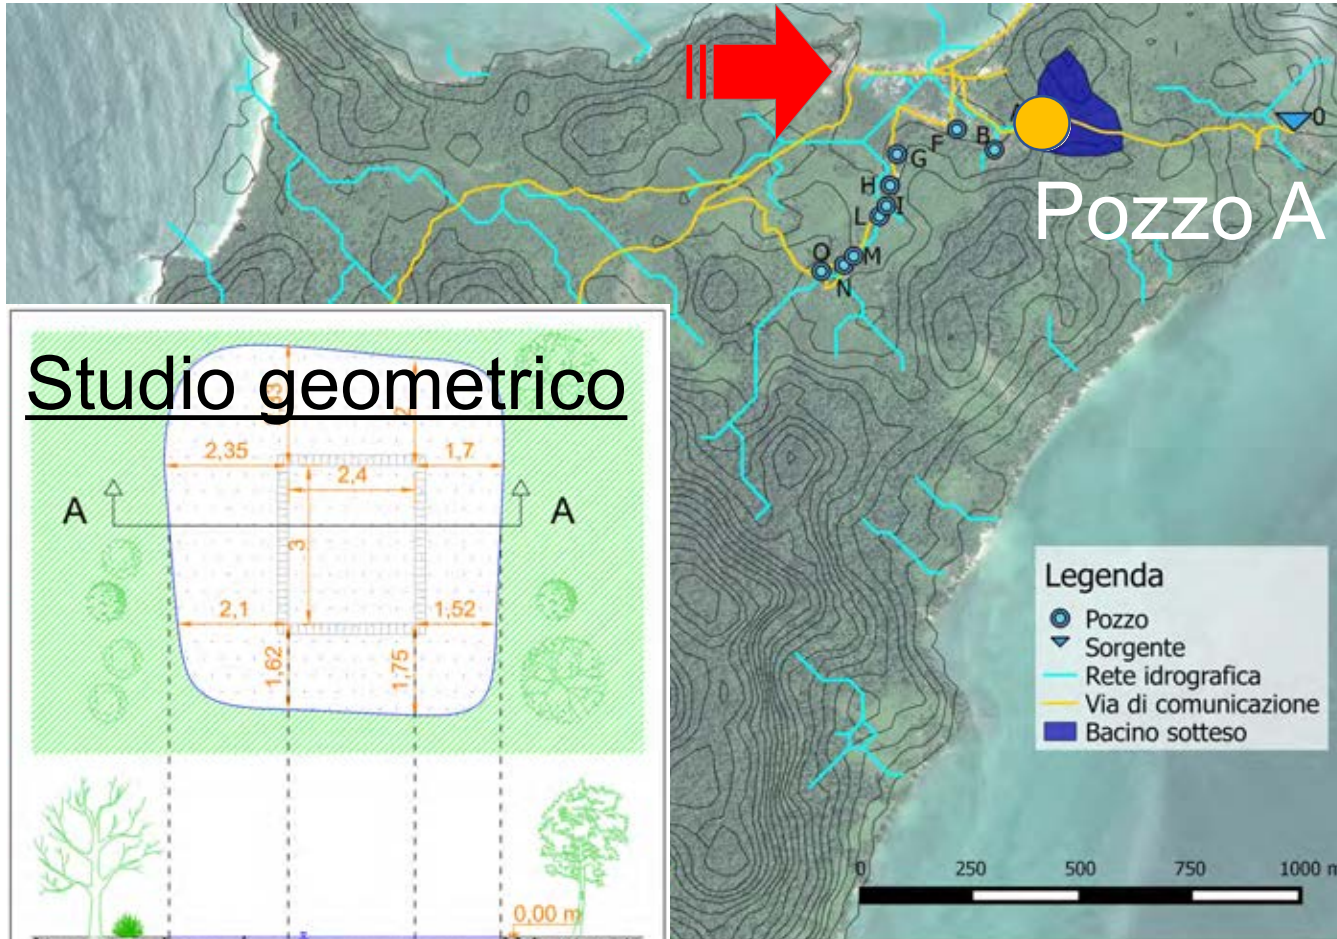 A
F
B
G
H
I
L
M
Q
N
0
Pozzo A
Studio geometrico
2,35
1,7
2,4
A
A
3
2,1
1,52
1,62
1,75
0,00 m
Legenda
Pozzo
Sorgente
Rete idrografica
Via di comunicazione
Bacino sotteso
0 250 500 750 1000 m